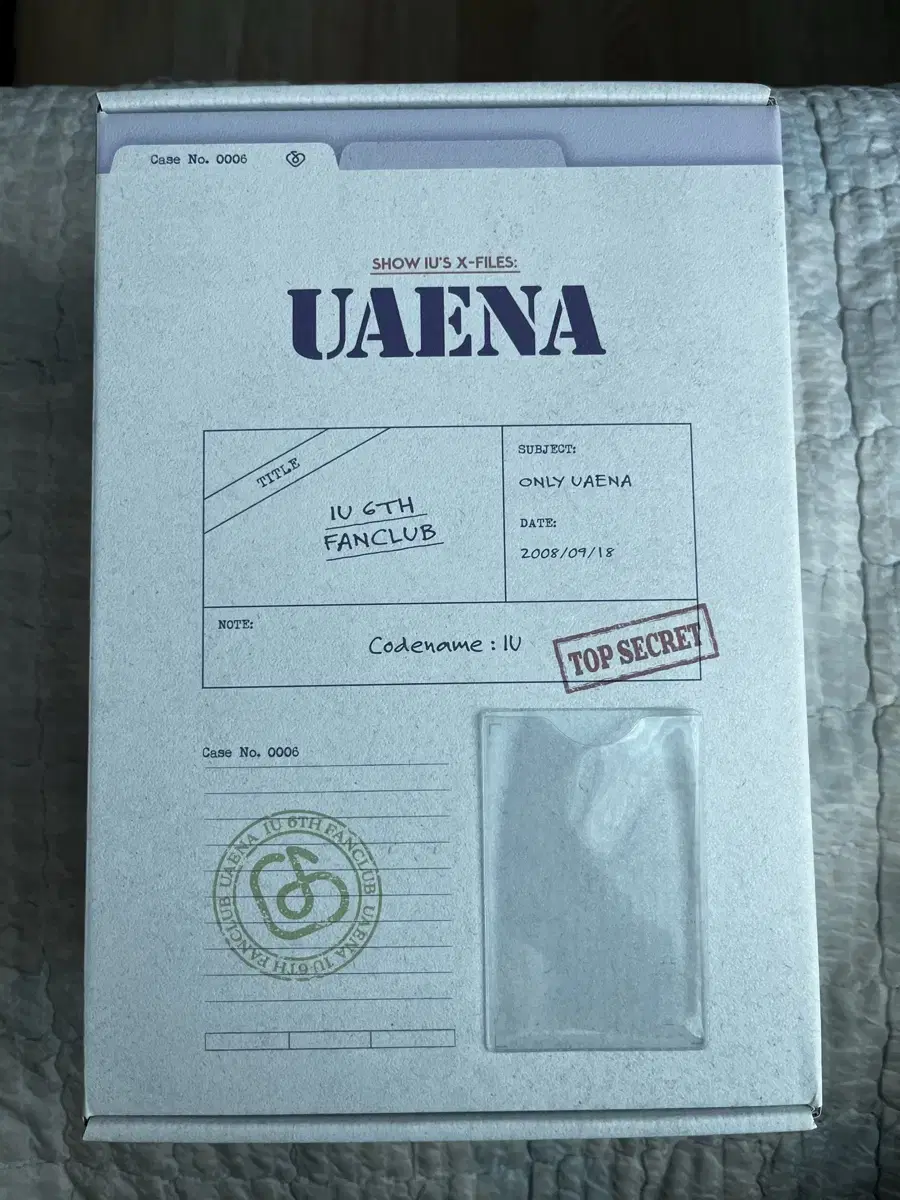 Case No. 0006
SHOW IU'S X-FILES:
UAENA
TITLE
IU 6TH
FANCLUB
SUBJECT:
ONLY UAENA
DATE:
2008/09/18
NOTE:
Codename : IU
TOP SECRET
Case No. 0006
UAENA IU 6TH FANCLUB UAENA IU 6TH FANCLUB